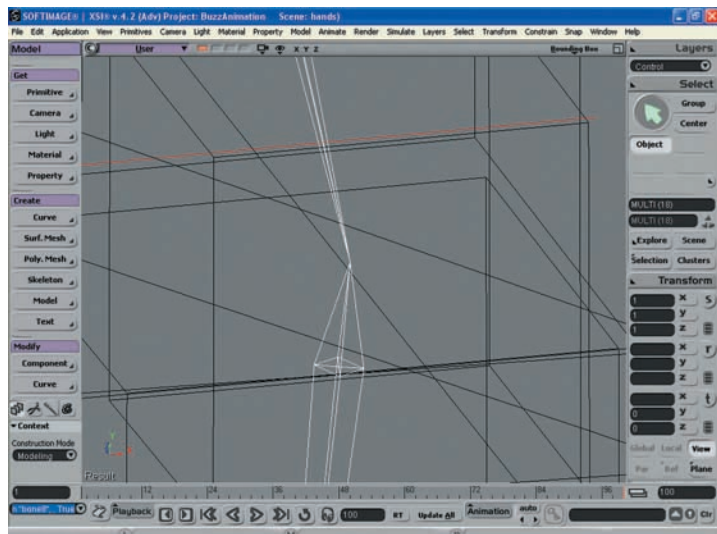 SOFTIMAGE® | XSI® v.4.2 (Adv) Project: BuzzAnimation Scene: hands)
File Edit Application View Primitives Camera Light Material Property Model Animate Render Simulate Layers Select Transform Constrain Snap Window Help
Model
User
X Y Z
Bounding Box
Layers
Control
Get
Primitive
Camera
Light
Material
Property
Create
Curve
Surf. Mesh
Poly. Mesh
Skeleton
Model
Text
Modify
Component
Curve
Context
Construction Mode
Modeling
Result
Select
Group
Center
Object
MULTI (18)
MULTI (18)
Explore Scene
Selection Clusters
Transform
1 x s
1 y
1 z
x r
y
z
x t
0 y
0 z
Global Local View
Par Ref Plane
1 12 24 36 48 60 72 84 96 100
True
Playback
100
RT
Update All
Animation
auto
Clr